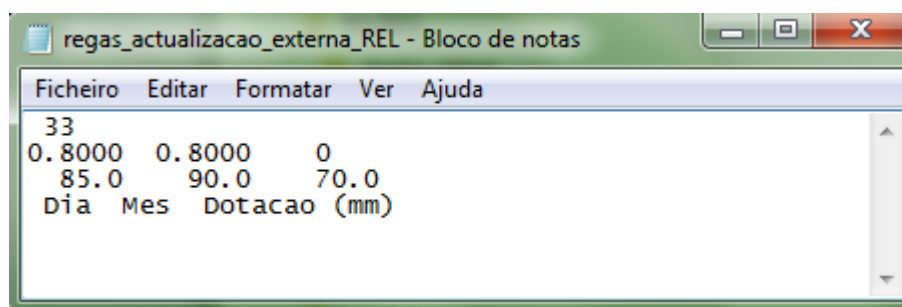 regas_actualizacao_externa_REL - Bloco de notas
Ficheiro Editar Formatar Ver Ajuda
33
0.8000 0.8000 0
85.0 90.0 70.0
Dia Mes Dotacao (mm)